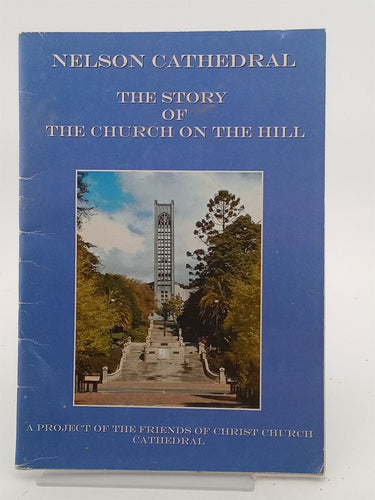 NELSON CATHEDRAL
THE STORY
OF
THE CHURCH ON THE HILL
A PROJECT OF THE FRIENDS OF CHRIST CHURCH
CATHEDRAL